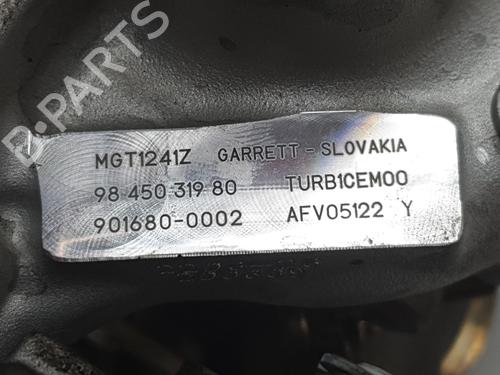 B-PARTS
MGT1241Z GARRETT - SLOVAKIA
98 450 319 80 TURB1CEM00
901680-0002 AFV05122 Y